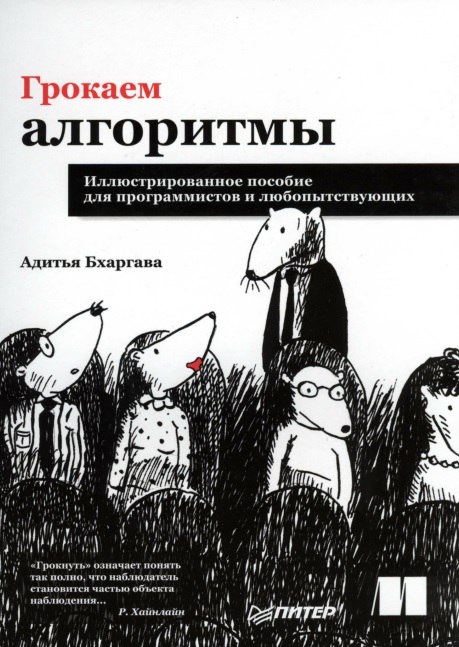 Грокаем
алгоритмы
Иллюстрированное пособие
для программистов и любопытствующих
Адитья Бхаргава
«Грокнуть» означает понять
так полно, что наблюдатель
становится частью объекта
наблюдения...
Р. Хайнлайн
ПИТЕР